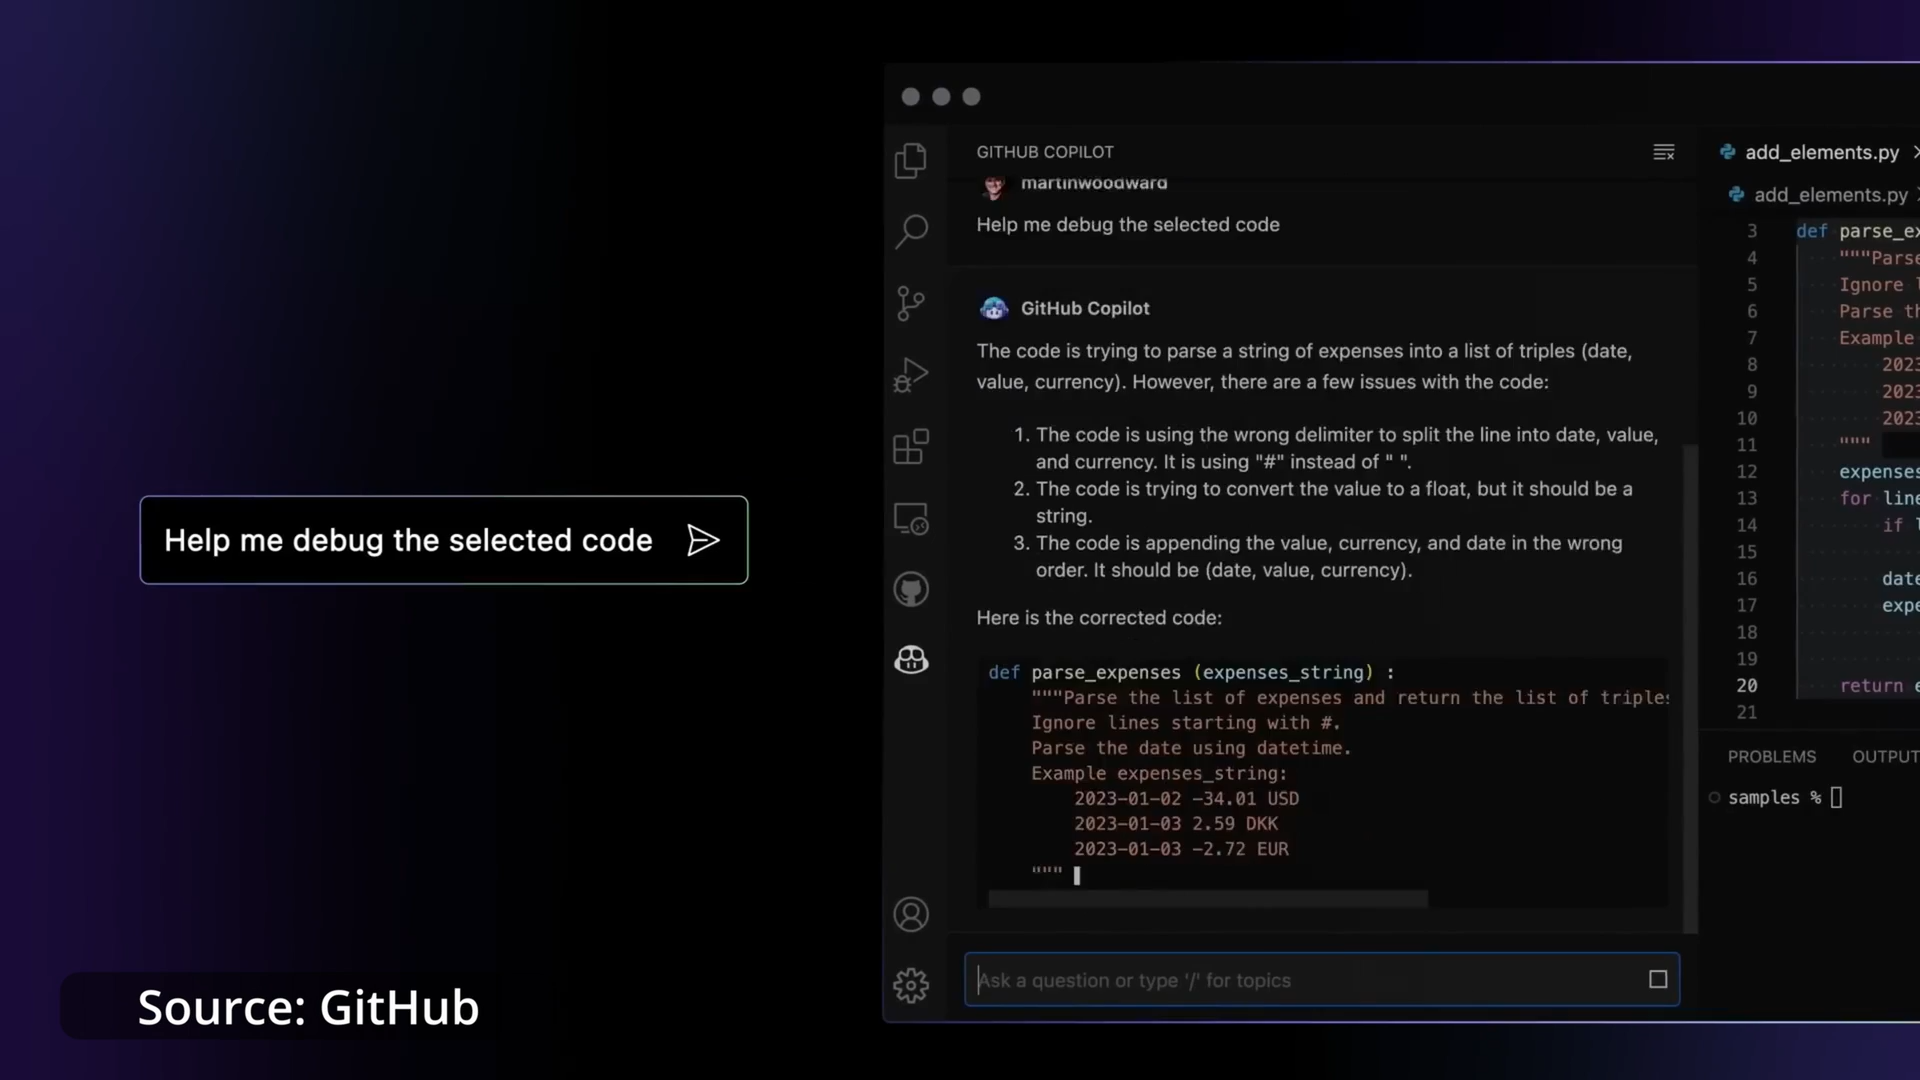 Help me debug the selected code
Source: GitHub
GITHUB COPILOT
martinwoodward
Help me debug the selected code
GitHub Copilot
The code is trying to parse a string of expenses into a list of triples (date,
value, currency). However, there are a few issues with the code:
1. The code is using the wrong delimiter to split the line into date, value,
and currency. It is using "#" instead of " ".
2. The code is trying to convert the value to a float, but it should be a
string.
3. The code is appending the value, currency, and date in the wrong
order. It should be (date, value, currency).
Here is the corrected code:
def parse_expenses (expenses_string) :
"""Parse the list of expenses and return the list of triples
Ignore lines starting with #.
Parse the date using datetime.
Example expenses_string:
2023-01-02 -34.01 USD
2023-01-03 2.59 DKK
2023-01-03 -2.72 EUR
"""
Ask a question or type '/' for topics
add_elements.py
add_elements.py
3 def parse_ex
4 """Parse
5 Ignore l
6 Parse th
7 Example
8 2023
9 2023
10 2023
11 """
12 expenses
13 for line
14 if l
15
16 date
17 expe
18
19
20 return e
21
PROBLEMS OUTPUT
samples %